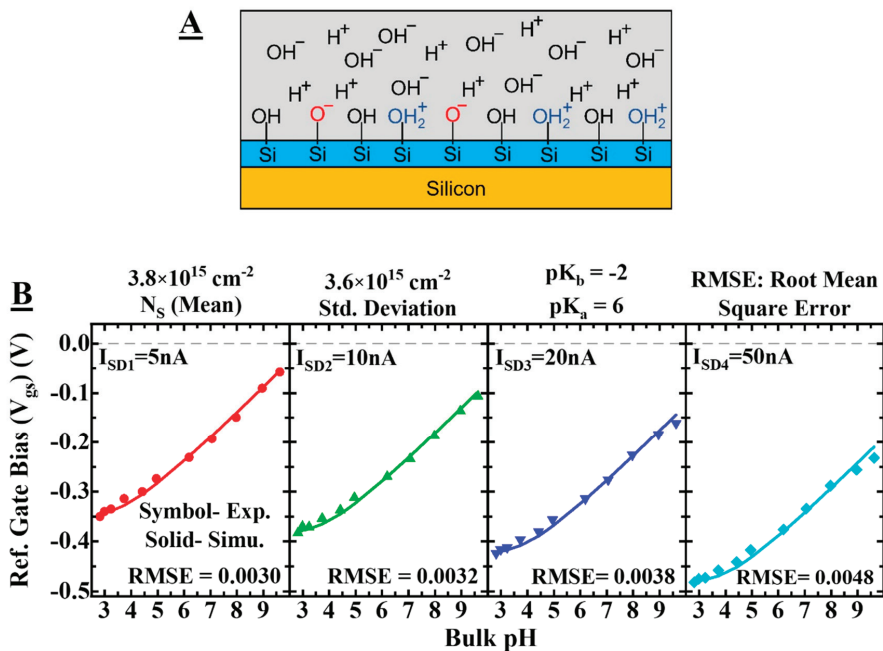 A
H+ OH− H+
OH− H+ OH− H+
OH− OH− OH−
H+ H+ OH− H+ OH− H+ H+
OH O− OH OH2+ O− OH OH2+ OH OH2+
Si Si Si Si Si Si Si Si Si
Silicon
B
3.8×10^15 cm^-2
N_S (Mean)
3.6×10^15 cm^-2
Std. Deviation
pK_b = -2
pK_a = 6
RMSE: Root Mean
Square Error
Ref. Gate Bias (V_gs) (V)
0.0
-0.1
-0.2
-0.3
-0.4
-0.5
I_SD1=5nA
Symbol- Exp.
Solid- Simu.
RMSE = 0.0030
I_SD2=10nA
RMSE = 0.0032
I_SD3=20nA
RMSE= 0.0038
I_SD4=50nA
RMSE= 0.0048
3 4 5 6 7 8 9 3 4 5 6 7 8 9 3 4 5 6 7 8 9 3 4 5 6 7 8 9
Bulk pH